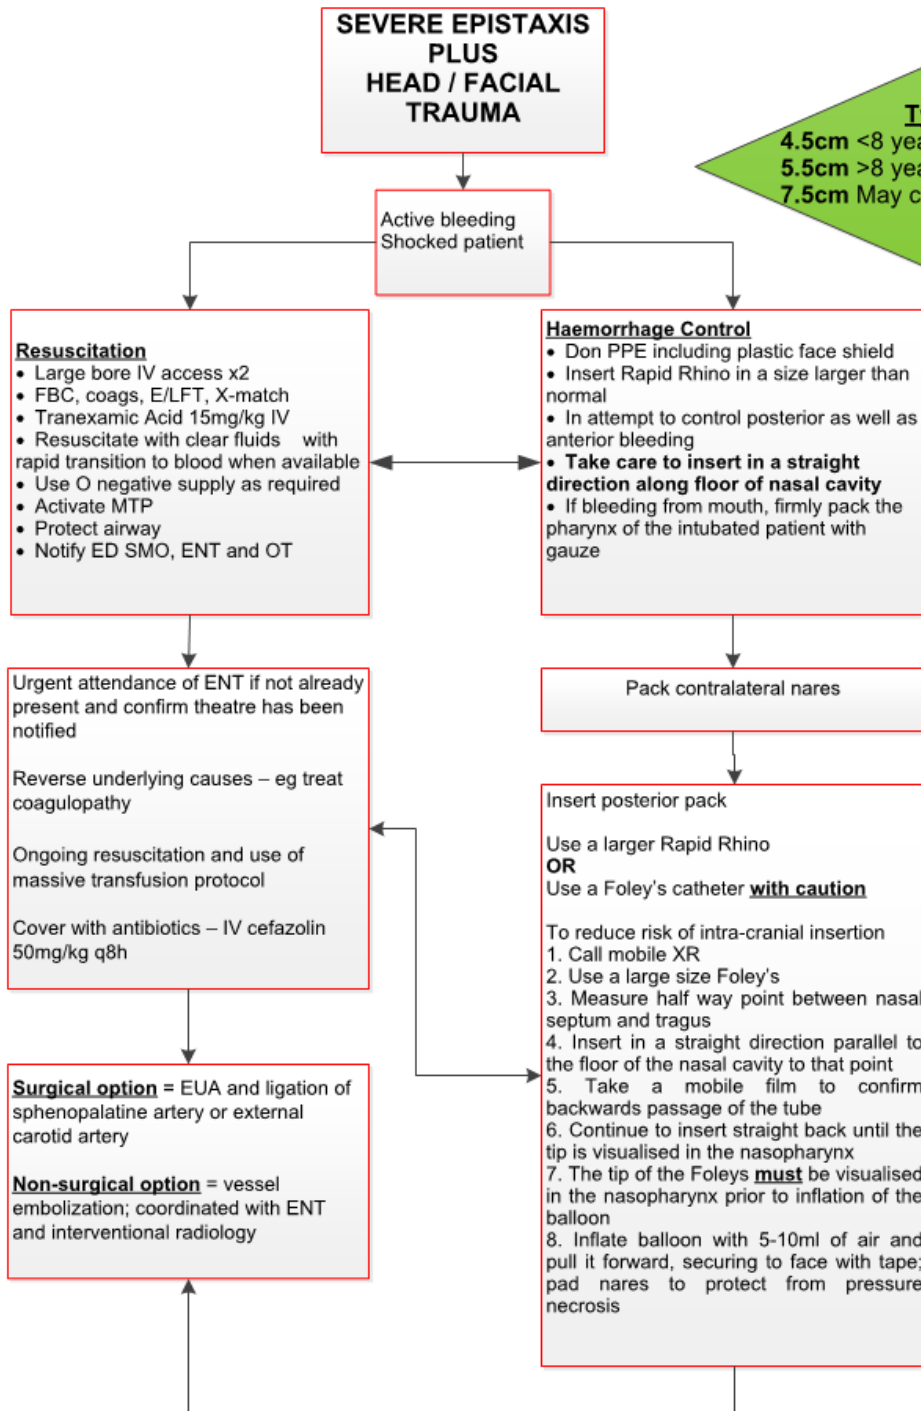 SEVERE EPISTAXIS
PLUS
HEAD / FACIAL
TRAUMA
4.5cm <8
5.5cm >8
7.5cm May
Active bleeding
Shocked patient
Resuscitation
• Large bore IV access x2
• FBC, coags, E/LFT, X-match
• Tranexamic Acid 15mg/kg IV
• Resuscitate with clear fluids with
rapid transition to blood when available
• Use O negative supply as required
• Activate MTP
• Protect airway
• Notify ED SMO, ENT and OT
Haemorrhage Control
• Don PPE including plastic face shield
• Insert Rapid Rhino in a size larger than
normal
• In attempt to control posterior as well as
anterior bleeding
• Take care to insert in a straight
direction along floor of nasal cavity
• If bleeding from mouth, firmly pack the
pharynx of the intubated patient with
gauze
Urgent attendance of ENT if not already
present and confirm theatre has been
notified
Reverse underlying causes – eg treat
coagulopathy
Ongoing resuscitation and use of
massive transfusion protocol
Cover with antibiotics – IV cefazolin
50mg/kg q8h
Pack contralateral nares
Insert posterior pack
Use a larger Rapid Rhino
OR
Use a Foley's catheter with caution
To reduce risk of intra-cranial insertion
1. Call mobile XR
2. Use a large size Foley's
3. Measure half way point between nasal
septum and tragus
4. Insert in a straight direction parallel to
the floor of the nasal cavity to that point
5. Take a mobile film to confirm
backwards passage of the tube
6. Continue to insert straight back until the
tip is visualised in the nasopharynx
7. The tip of the Foleys must be visualised
in the nasopharynx prior to inflation of the
balloon
8. Inflate balloon with 5-10ml of air and
pull it forward, securing to face with tape;
pad nares to protect from pressure
necrosis
Surgical option = EUA and ligation of
sphenopalatine artery or external
carotid artery
Non-surgical option = vessel
embolization; coordinated with ENT
and interventional radiology